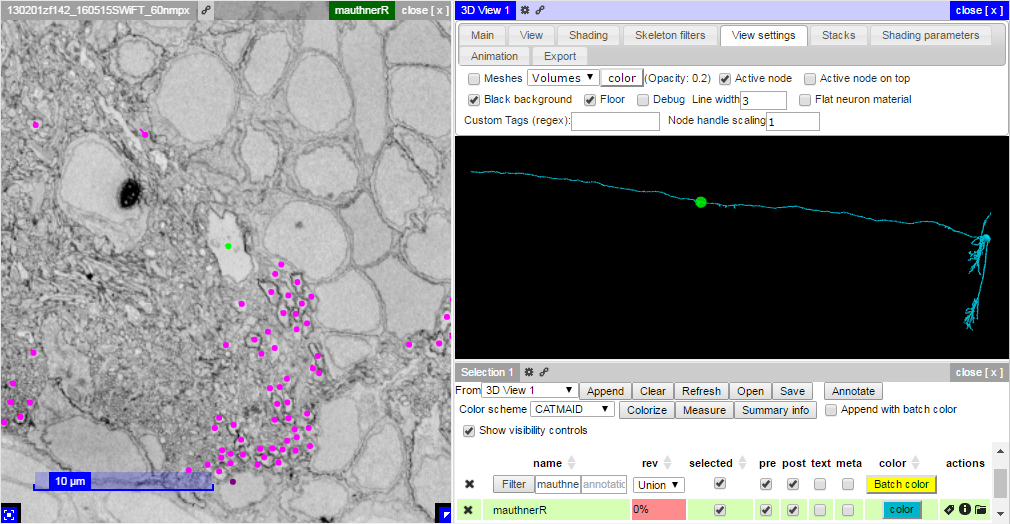 130201zf142_160515SWiFT_60nmpx
mauthnerR
close [ x ]
10 µm
3D View 1
close [ x ]
Main View Shading Skeleton filters View settings Stacks Shading parameters
Animation Export
Meshes Volumes color (Opacity: 0.2) Active node Active node on top
Black background Floor Debug Line width 3 Flat neuron material
Custom Tags (regex): Node handle scaling 1
Selection 1
close [ x ]
From 3D View 1 Append Clear Refresh Open Save Annotate
Color scheme CATMAID Colorize Measure Summary info Append with batch color
Show visibility controls
name rev selected pre post text meta color actions
Filter mauthne annotatic Union Batch color
mauthnerR 0% color